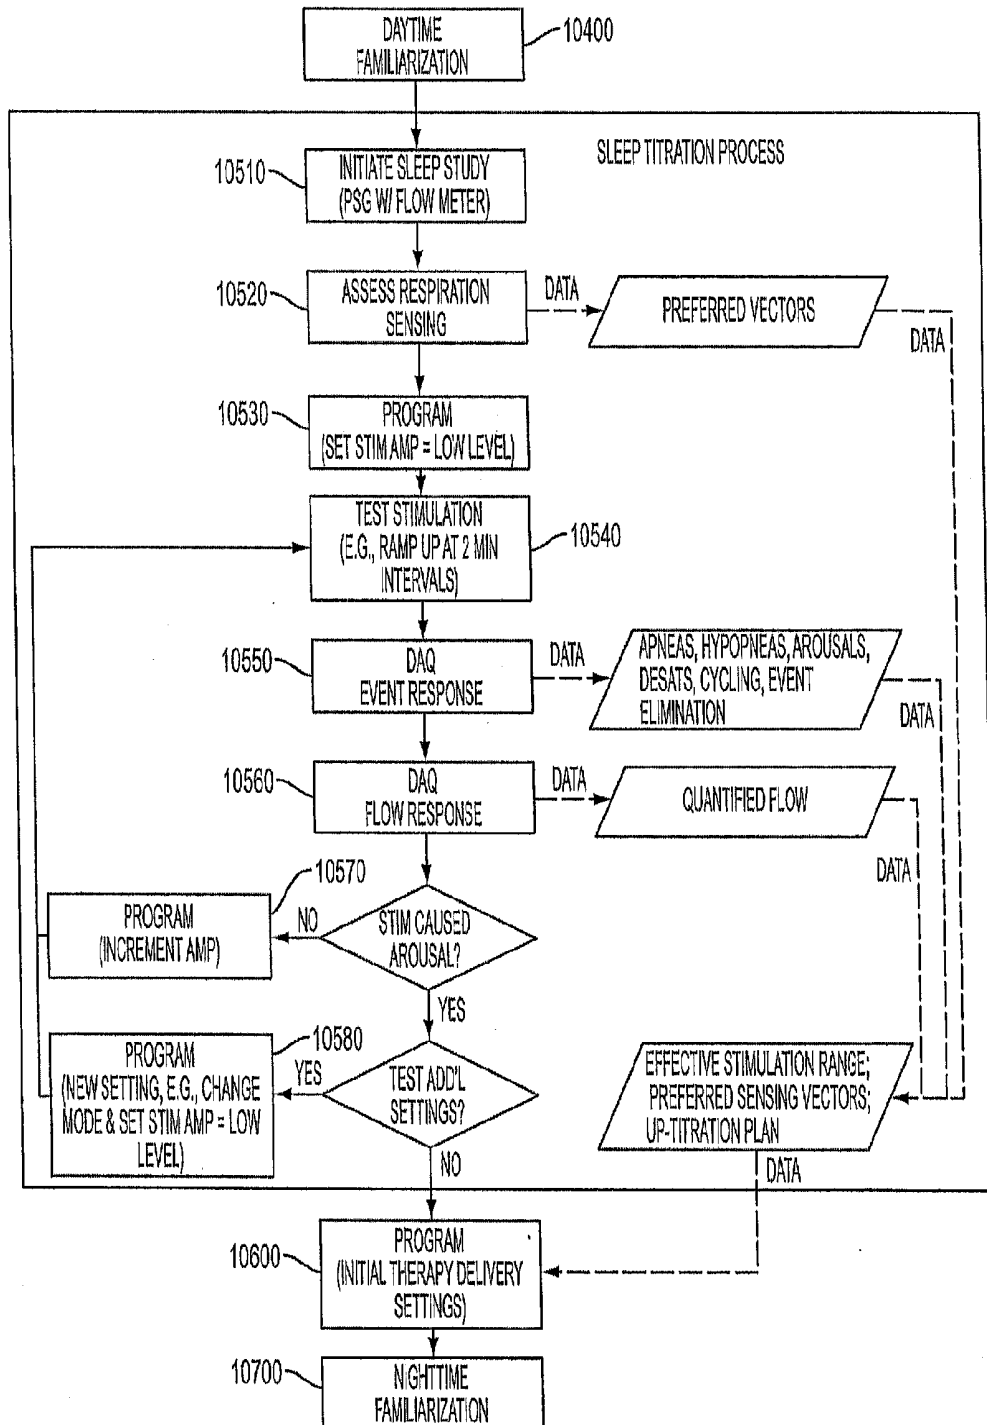 DAYTIME
FAMILIARIZATION
10400
SLEEP TITRATION PROCESS
10510
INITIATE SLEEP STUDY
(PSG W/ FLOW METER)
10520
ASSESS RESPIRATION
SENSING
DATA
PREFERRED VECTORS
DATA
10530
PROGRAM
(SET STIM AMP = LOW LEVEL)
TEST STIMULATION
(E.G., RAMP UP AT 2 MIN
INTERVALS)
10540
10550
DAQ
EVENT RESPONSE
DATA
APNEAS, HYPOPNEAS, AROUSALS,
DESATS, CYCLING, EVENT
ELIMINATION
DATA
10560
DAQ
FLOW RESPONSE
DATA
QUANTIFIED FLOW
DATA
10570
PROGRAM
(INCREMENT AMP)
NO
STIM CAUSED
AROUSAL?
YES
10580
PROGRAM
(NEW SETTING, E.G., CHANGE
MODE & SET STIM AMP = LOW
LEVEL)
YES
TEST ADD'L
SETTINGS?
NO
EFFECTIVE STIMULATION RANGE;
PREFERRED SENSING VECTORS;
UP-TITRATION PLAN
DATA
10600
PROGRAM
(INITIAL THERAPY DELIVERY
SETTINGS)
10700
NIGHTTIME
FAMILIARIZATION